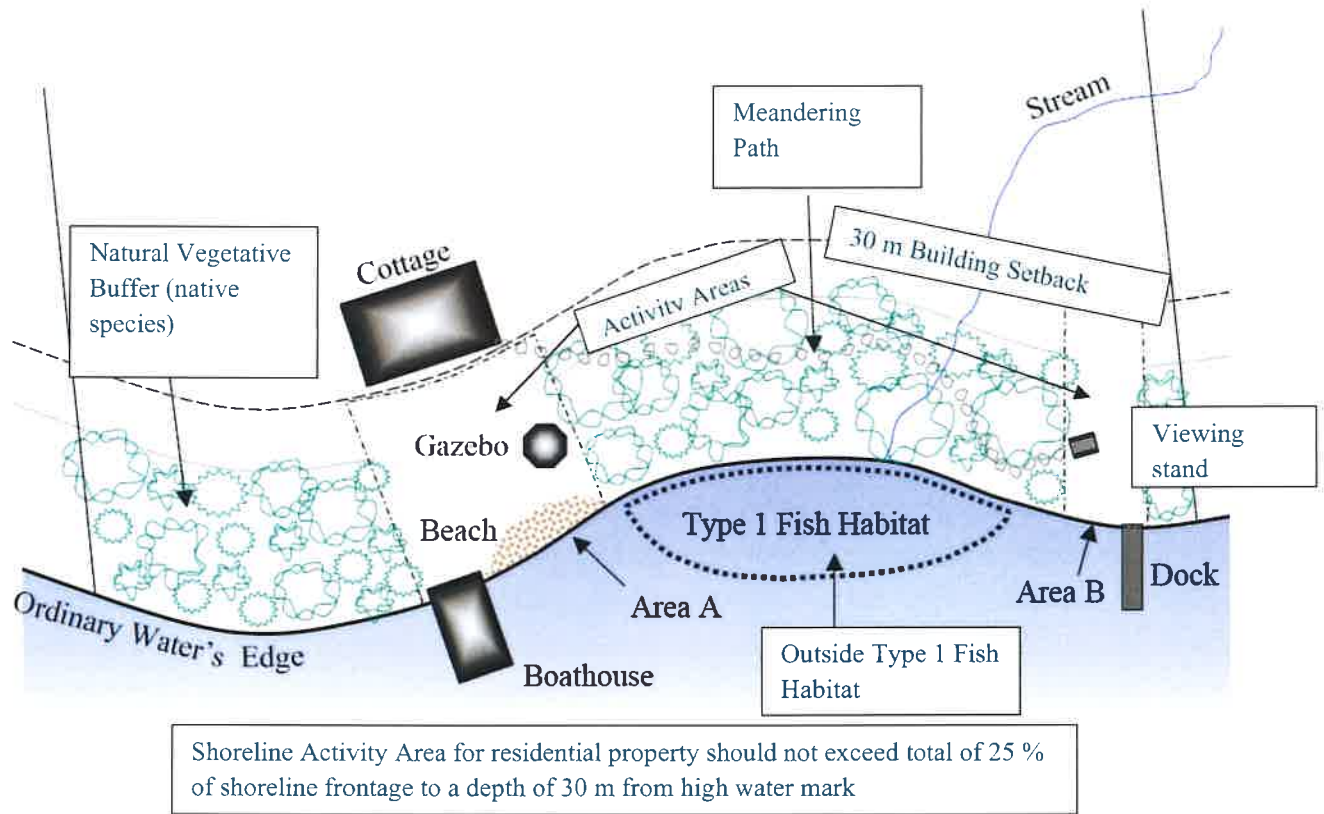 Stream
Meandering
Path
Natural Vegetative
Buffer (native
species)
Cottage
30 m Building Setback
Activity Areas
Gazebo
Viewing
stand
Beach
Type 1 Fish Habitat
Area A
Area B
Dock
Ordinary Water's Edge
Boathouse
Outside Type 1 Fish
Habitat
Shoreline Activity Area for residential property should not exceed total of 25 %
of shoreline frontage to a depth of 30 m from high water mark